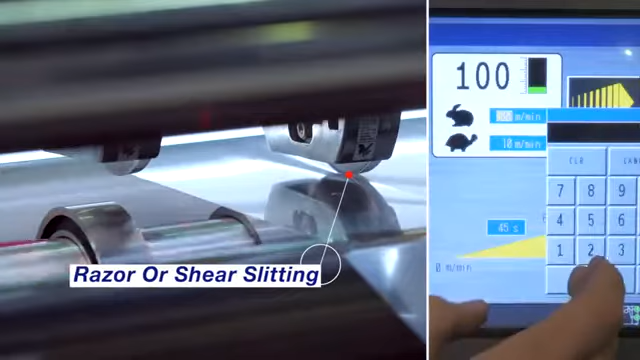 Razor Or Shear Slitting
100
m/min
10 m/min
CLR
7 8 9
4 5 6
1 2 3
45 s
0 m/min